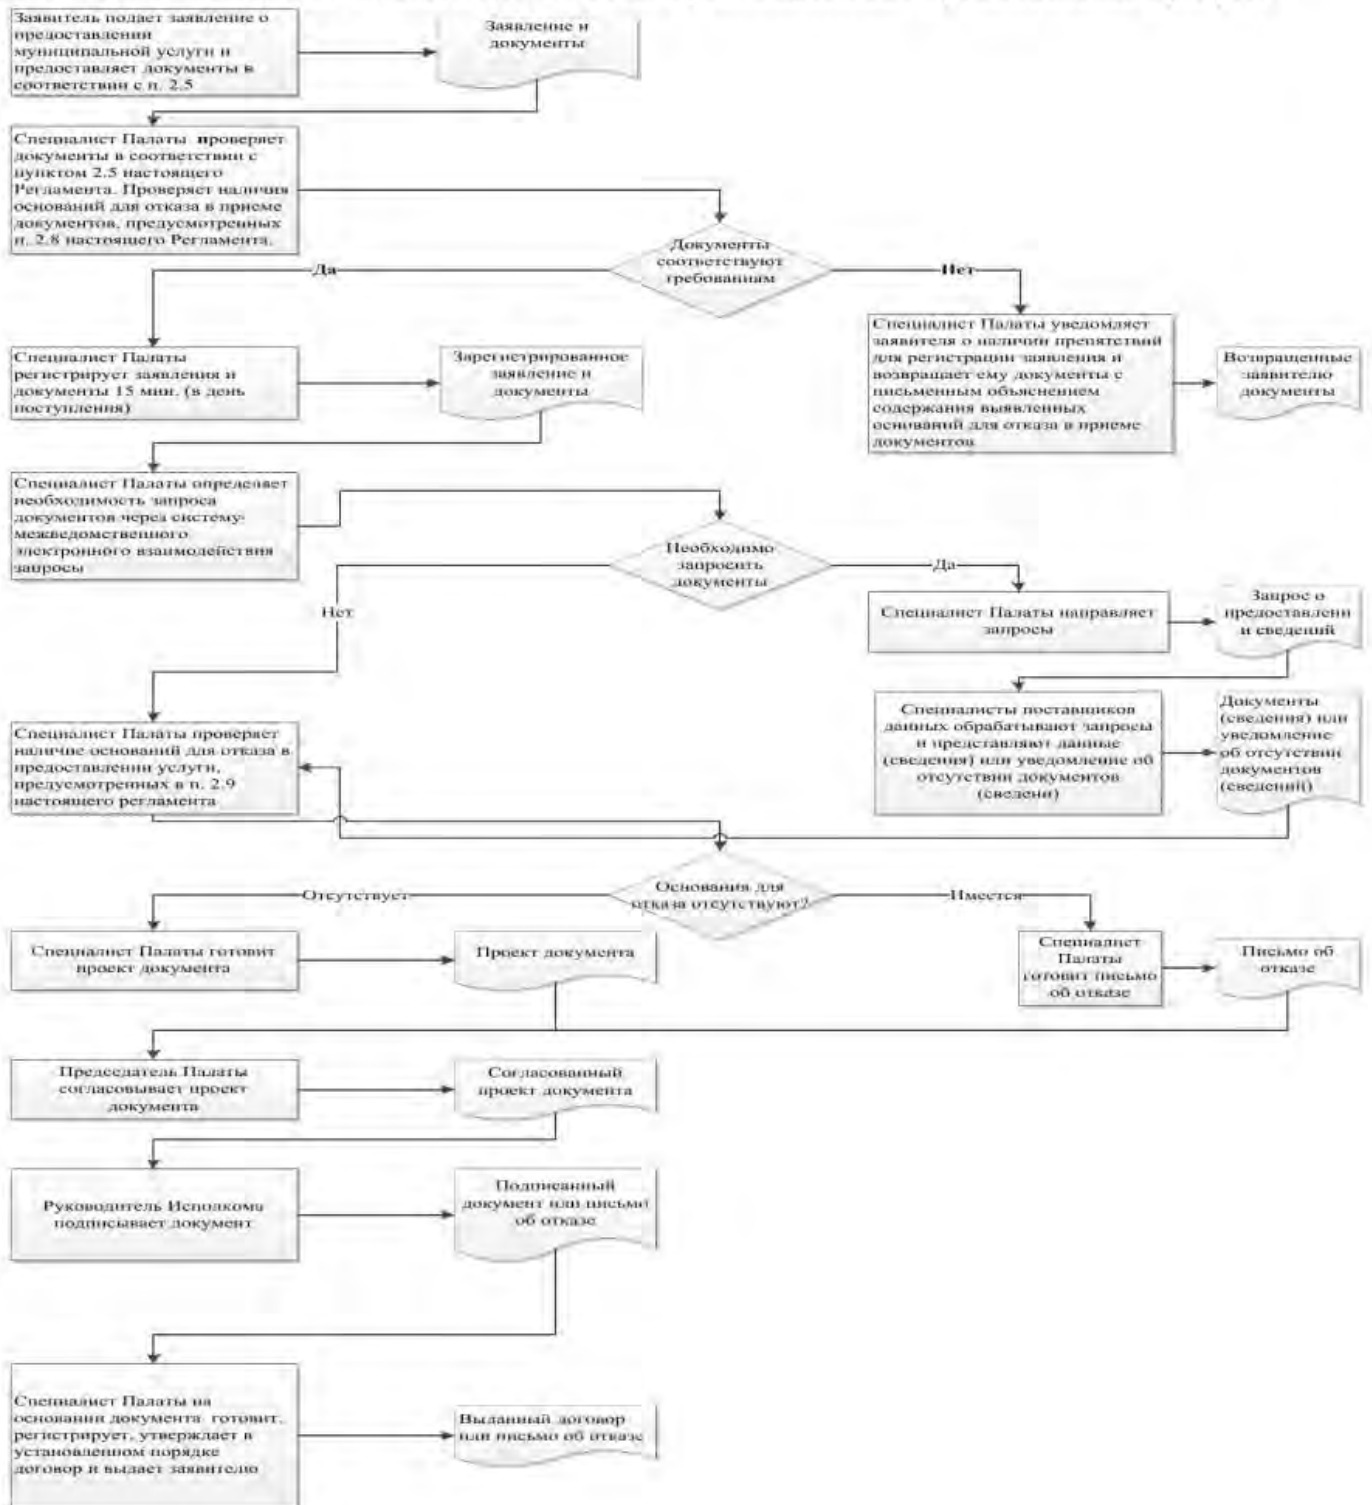 Заявитель подает заявление о
предоставлении
муниципальной услуги и
предоставляет документы в
соответствии с п. 2.5
Заявление и
документы
Специалист Палаты проверяет
документы в соответствии с
пунктом 2.5 настоящего
Регламента. Проверяет наличия
оснований для отказа в приеме
документов, предусмотренных
п. 2.8 настоящего Регламента.
Документы
соответствуют
требованиям
Да
Нет
Специалист Палаты
регистрирует заявления и
документы 15 мин. (в день
поступления)
Зарегистрированное
заявление и
документы
Специалист Палаты уведомляет
заявителя о наличии препятствий
для регистрации заявления и
возвращает ему документы с
письменным объяснением
содержания выявленных
оснований для отказа в приеме
документов
Возвращенные
заявителю
документы
Специалист Палаты определяет
необходимость запроса
документов через систему
межведомственного
электронного взаимодействия
запросы
Необходимо
запросить
документы
Да
Нет
Специалист Палаты направляет
запросы
Запрос о
предоставлени
и сведений
Специалист Палаты проверяет
наличие оснований для отказа в
предоставлении услуги,
предусмотренных в п. 2.9
настоящего регламента
Специалисты поставщиков
данных обрабатывают запросы
и представляют данные
(сведения) или уведомление об
отсутствии документов
(сведени)
Документы
(сведения) или
уведомление
об отсутствии
документов
(сведений)
Основания для
отказа отсутствуют?
Отсутствует
Имеется
Специалист Палаты готовит
проект документа
Проект документа
Специалист
Палаты
готовит письмо
об отказе
Письмо об
отказе
Председатель Палаты
согласовывает проект
документа
Согласованный
проект документа
Руководитель Исполкома
подписывает документ
Подписанный
документ или письмо
об отказе
Специалист Палаты на
основании документа готовит,
регистрирует, утверждает в
установленном порядке
договор и выдает заявителю
Выданный договор
или письмо об отказе